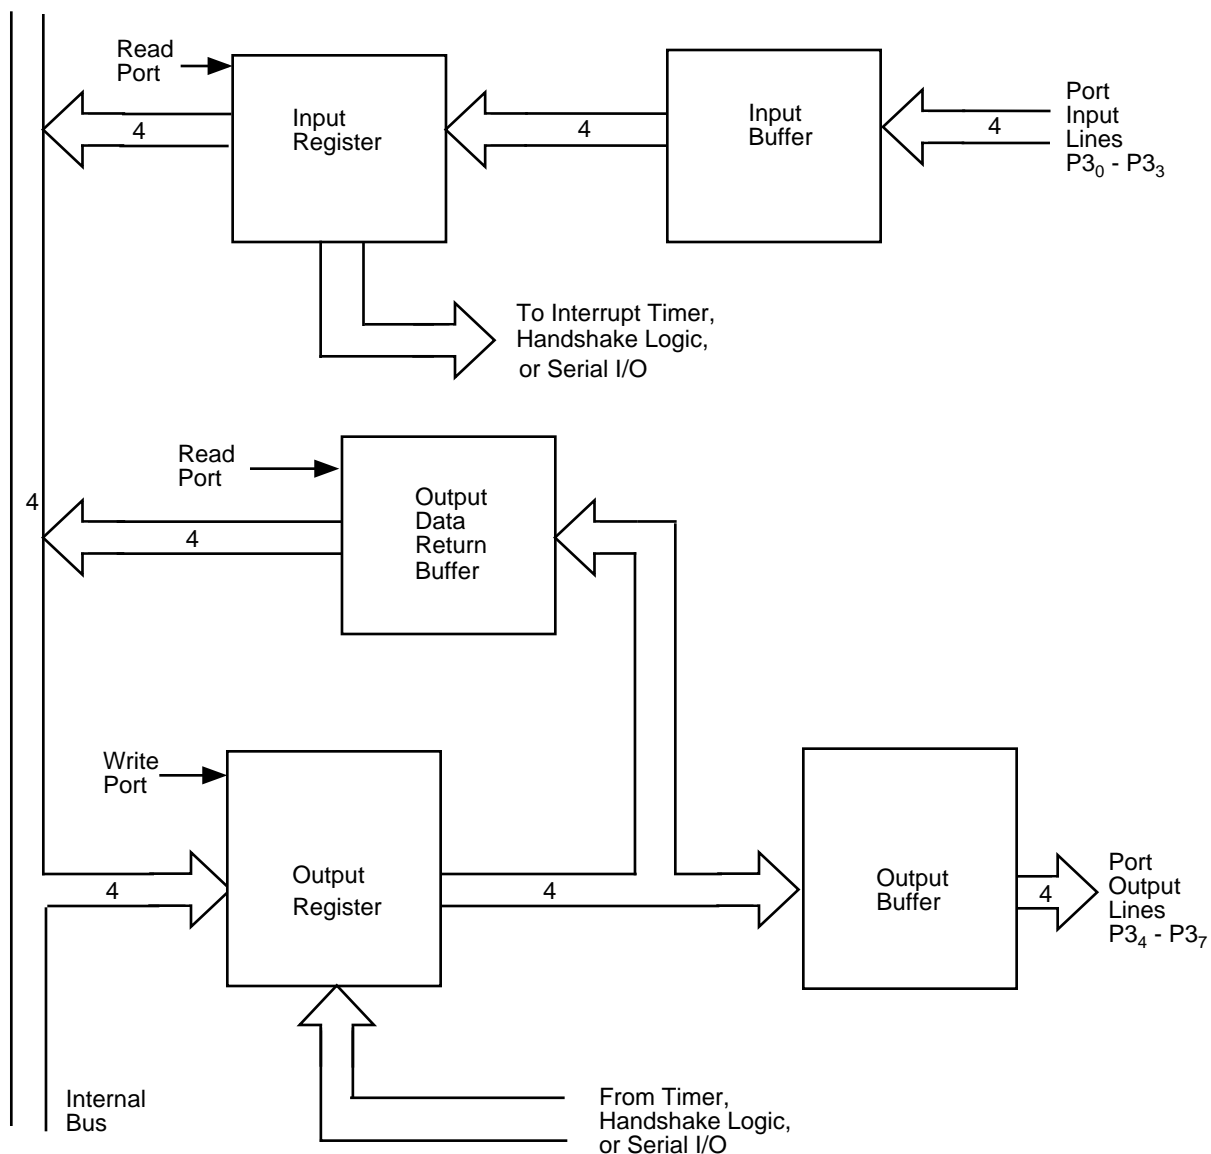 Read
Port
4
Input
Register
4
Input
Buffer
4
Port
Input
Lines
P3₀ - P3₃
To Interrupt Timer,
Handshake Logic,
or Serial I/O
Read
Port
4
4
Output
Data
Return
Buffer
Write
Port
4
Output
Register
4
Output
Buffer
4
Port
Output
Lines
P3₄ - P3₇
Internal
Bus
From Timer,
Handshake Logic,
or Serial I/O